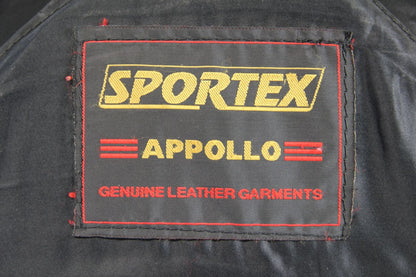 SPORTEX
APPOLLO
GENUINE LEATHER GARMENTS